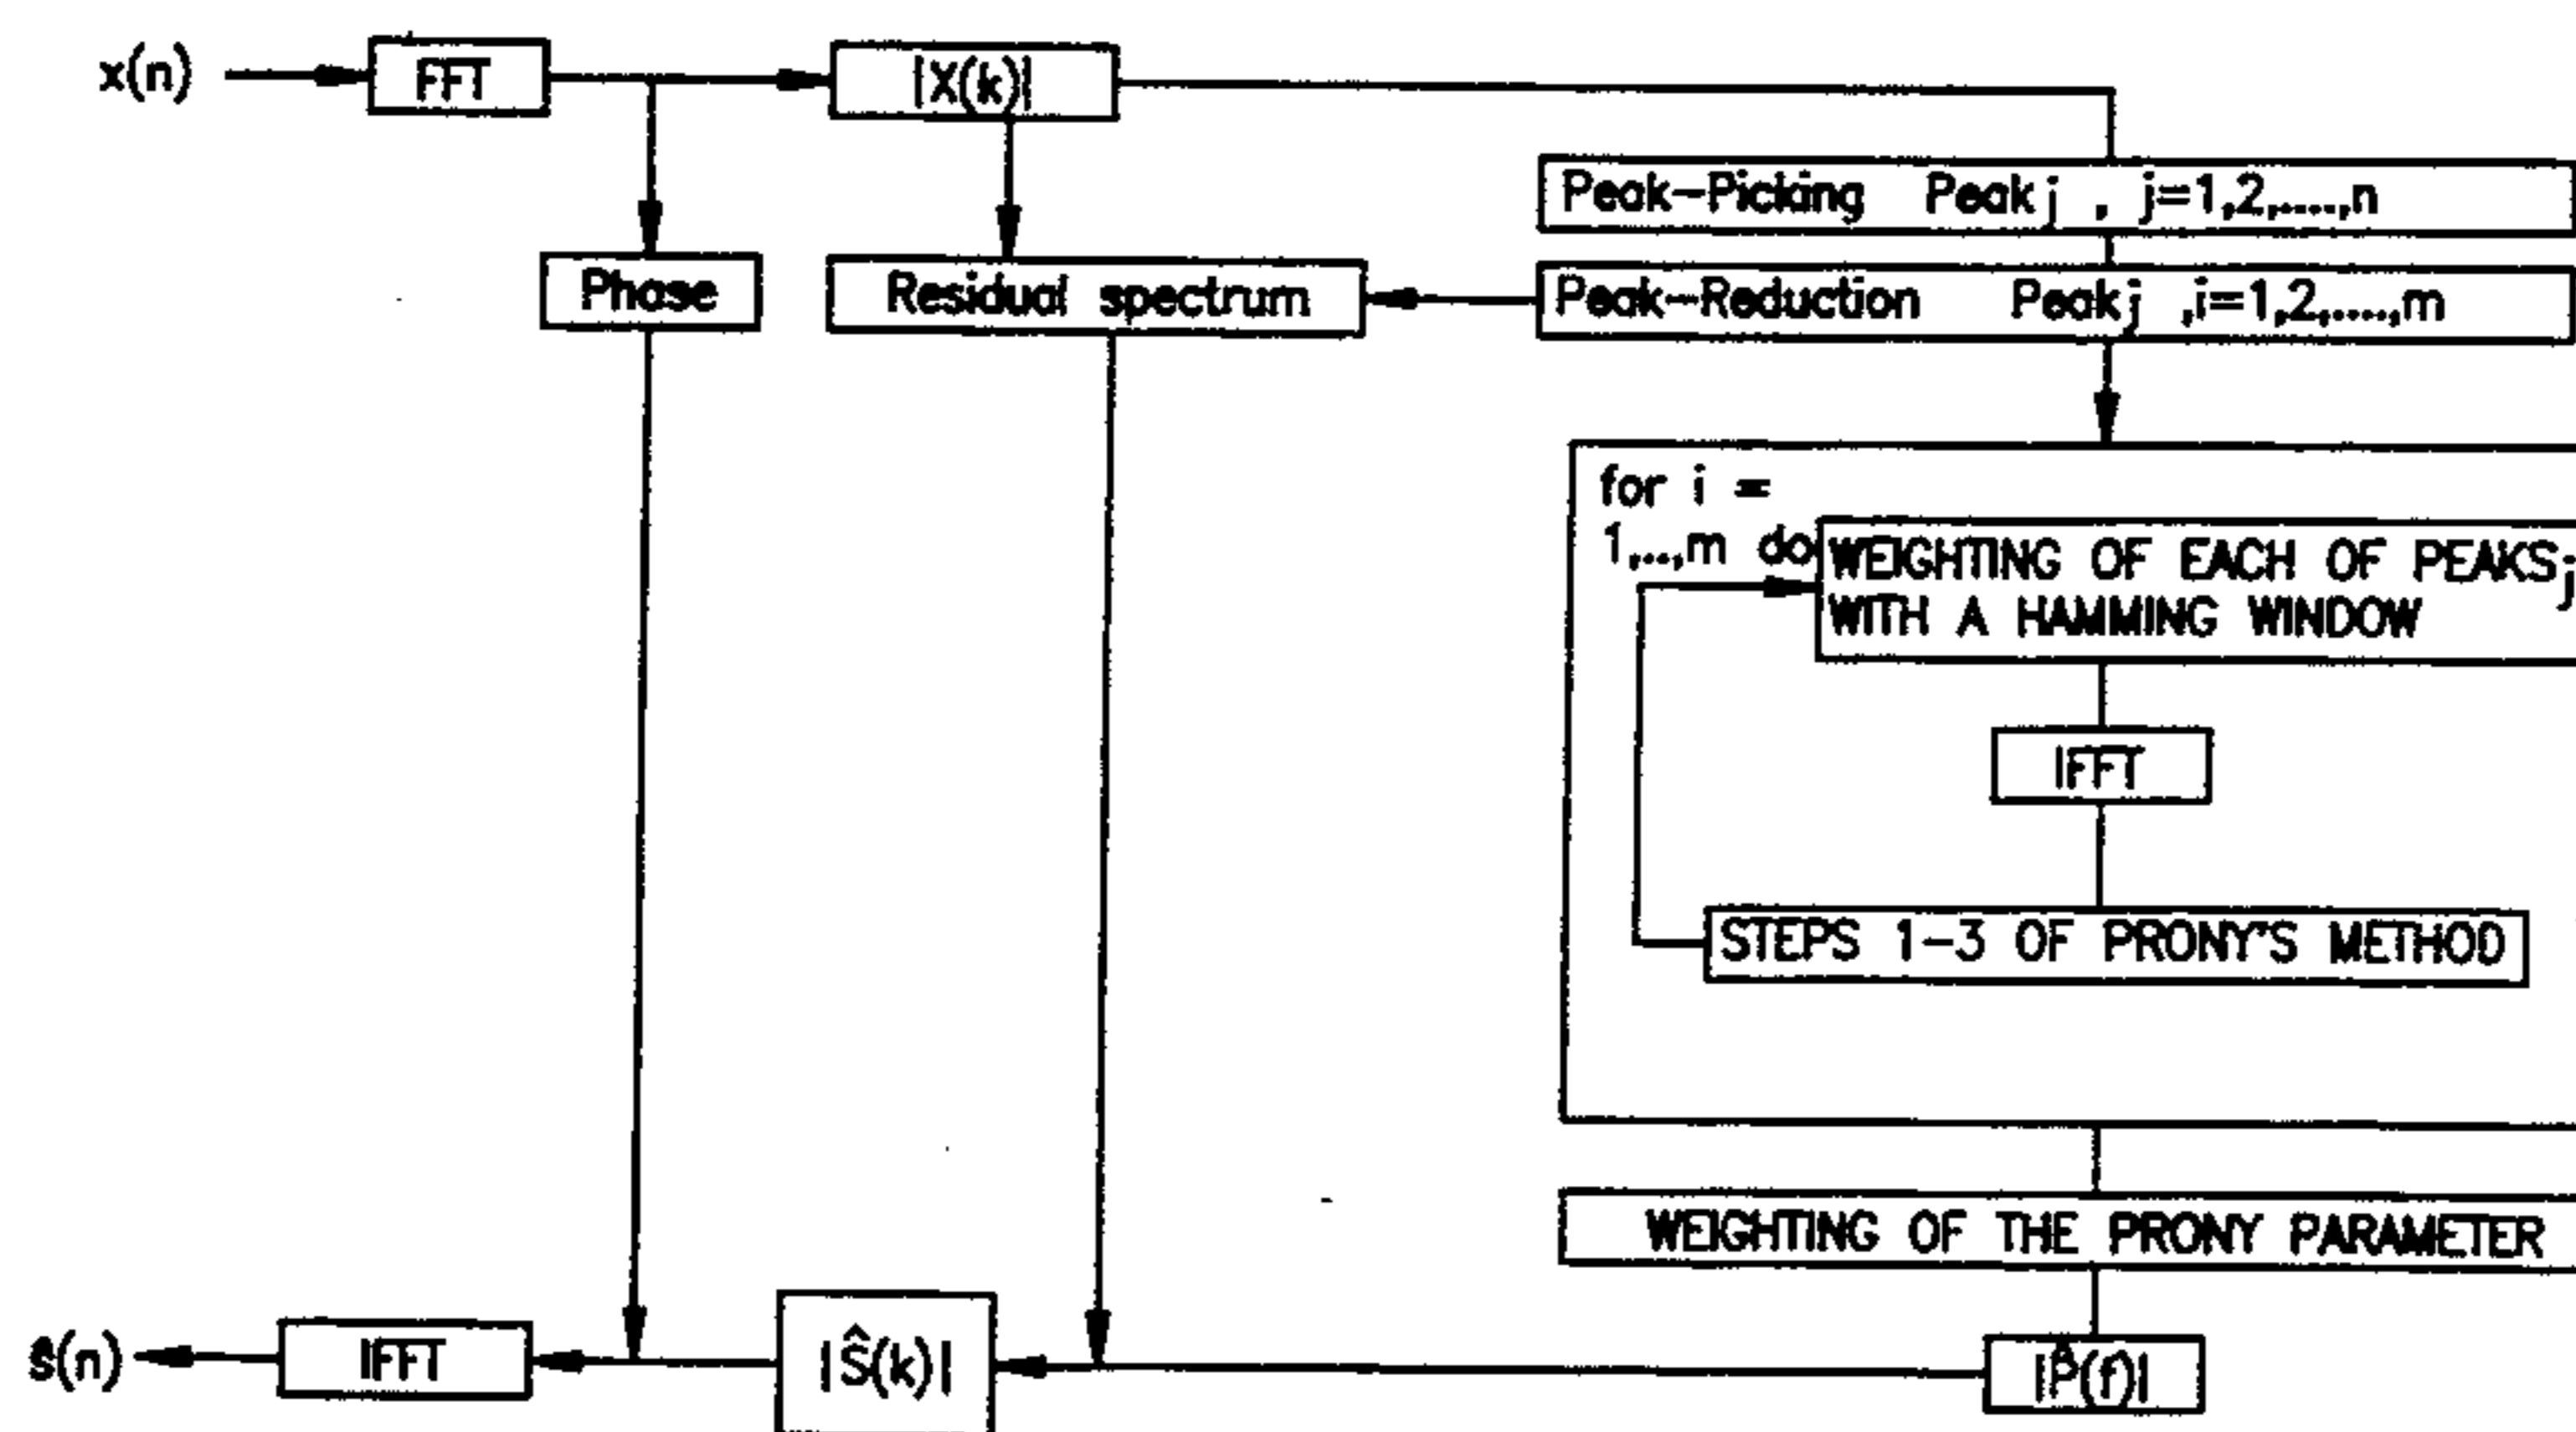 x(n)
FFT
|X(k)|
Peak-Picking Peak j , j=1,2,....,n
Phase
Residual spectrum
Peak-Reduction Peak j ,i=1,2,....,m
for i =
1,..,m do
WEIGHTING OF EACH OF PEAKS j
WITH A HAMMING WINDOW
IFFT
STEPS 1-3 OF PRONY'S METHOD
WEIGHTING OF THE PRONY PARAMETER
ŝ(n)
IFFT
|Ŝ(k)|
|P̂(f)|